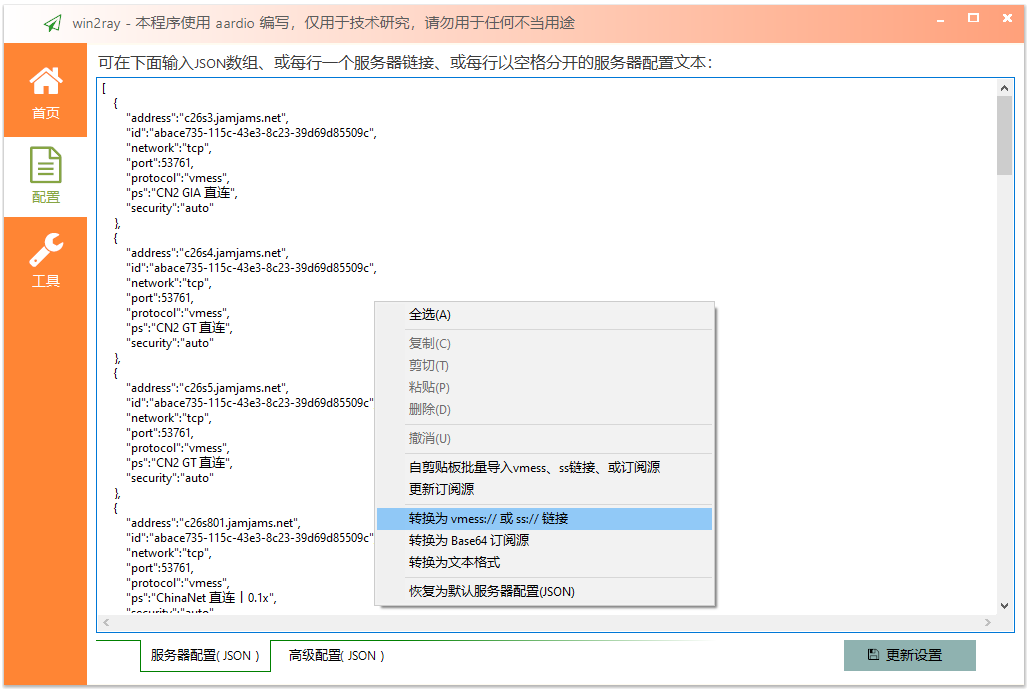 win2ray - 本程序使用 aardio 编写，仅用于技术研究，请勿用于任何不当用途
首页
配置
工具
可在下面输入JSON数组、或每行一个服务器链接、或每行以空格分开的服务器配置文本：
[
{
"address":"c26s3.jamjams.net",
"id":"abace735-115c-43e3-8c23-39d69d85509c",
"network":"tcp",
"port":53761,
"protocol":"vmess",
"ps":"CN2 GIA 直连",
"security":"auto"
},
{
"address":"c26s4.jamjams.net",
"id":"abace735-115c-43e3-8c23-39d69d85509c",
"network":"tcp",
"port":53761,
"protocol":"vmess",
"ps":"CN2 GT 直连",
"security":"auto"
},
{
"address":"c26s5.jamjams.net",
"id":"abace735-115c-43e3-8c23-39d69d85509c"
"network":"tcp",
"port":53761,
"protocol":"vmess",
"ps":"CN2 GT 直连",
"security":"auto"
},
{
"address":"c26s801.jamjams.net",
"id":"abace735-115c-43e3-8c23-39d69d85509c"
"network":"tcp",
"port":53761,
"protocol":"vmess",
"ps":"ChinaNet 直连丨0.1x",
"security":"auto"
全选(A)
复制(C)
剪切(T)
粘贴(P)
删除(D)
撤消(U)
自剪贴板批量导入vmess、ss链接、或订阅源
更新订阅源
转换为 vmess:// 或 ss:// 链接
转换为 Base64 订阅源
转换为文本格式
恢复为默认服务器配置(JSON)
服务器配置( JSON )
高级配置( JSON )
更新设置